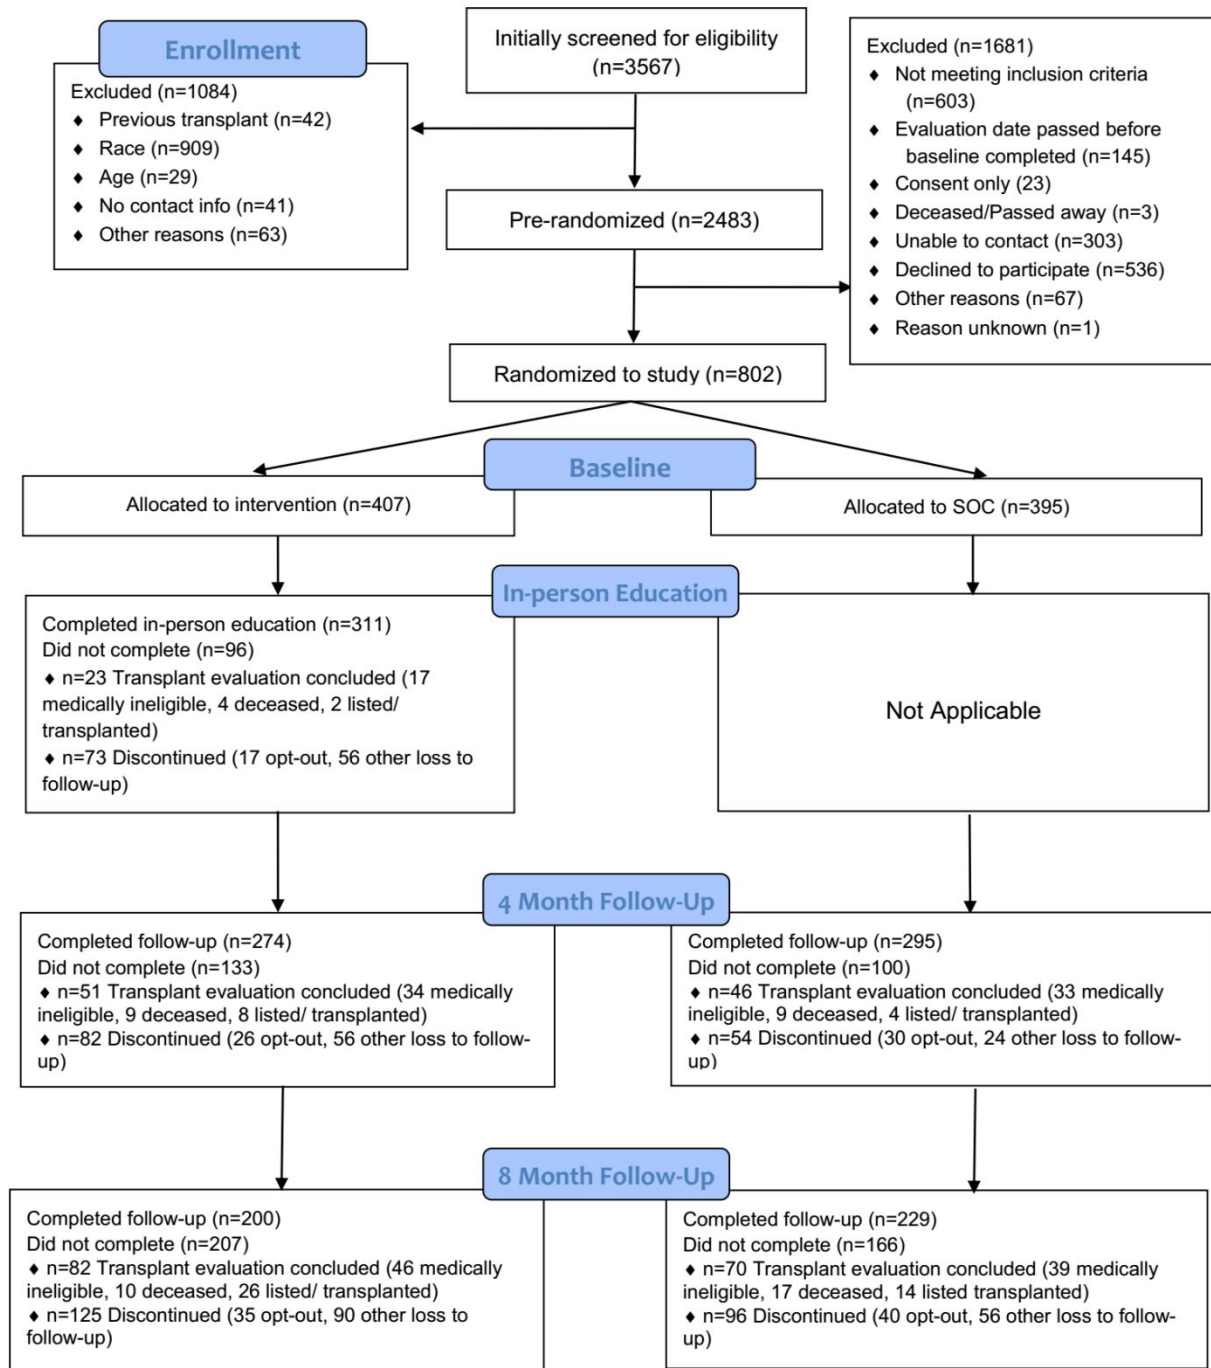 Enrollment
Initially screened for eligibility
(n=3567)
Excluded (n=1084)
♦ Previous transplant (n=42)
♦ Race (n=909)
♦ Age (n=29)
♦ No contact info (n=41)
♦ Other reasons (n=63)
Excluded (n=1681)
♦ Not meeting inclusion criteria
(n=603)
♦ Evaluation date passed before
baseline completed (n=145)
♦ Consent only (23)
♦ Deceased/Passed away (n=3)
♦ Unable to contact (n=303)
♦ Declined to participate (n=536)
♦ Other reasons (n=67)
♦ Reason unknown (n=1)
Pre-randomized (n=2483)
Randomized to study (n=802)
Baseline
Allocated to intervention (n=407)
Allocated to SOC (n=395)
In-person Education
Completed in-person education (n=311)
Did not complete (n=96)
♦ n=23 Transplant evaluation concluded (17
medically ineligible, 4 deceased, 2 listed/
transplanted)
♦ n=73 Discontinued (17 opt-out, 56 other loss to
follow-up)
Not Applicable
4 Month Follow-Up
Completed follow-up (n=274)
Did not complete (n=133)
♦ n=51 Transplant evaluation concluded (34 medically
ineligible, 9 deceased, 8 listed/ transplanted)
♦ n=82 Discontinued (26 opt-out, 56 other loss to follow-
up)
Completed follow-up (n=295)
Did not complete (n=100)
♦ n=46 Transplant evaluation concluded (33 medically
ineligible, 9 deceased, 4 listed/ transplanted)
♦ n=54 Discontinued (30 opt-out, 24 other loss to follow-
up)
8 Month Follow-Up
Completed follow-up (n=200)
Did not complete (n=207)
♦ n=82 Transplant evaluation concluded (46 medically
ineligible, 10 deceased, 26 listed/ transplanted)
♦ n=125 Discontinued (35 opt-out, 90 other loss to
follow-up)
Completed follow-up (n=229)
Did not complete (n=166)
♦ n=70 Transplant evaluation concluded (39 medically
ineligible, 17 deceased, 14 listed transplanted)
♦ n=96 Discontinued (40 opt-out, 56 other loss to follow-
up)